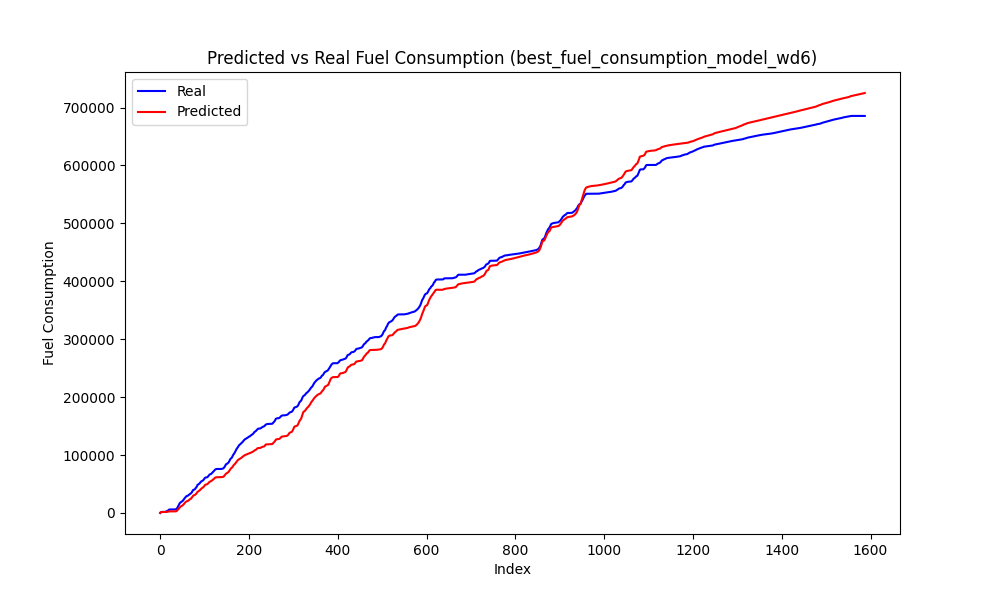 Predicted vs Real Fuel Consumption (best_fuel_consumption_model_wd6)
Real
Predicted
700000
600000
500000
400000
300000
200000
100000
0
Fuel Consumption
0 200 400 600 800 1000 1200 1400 1600
Index